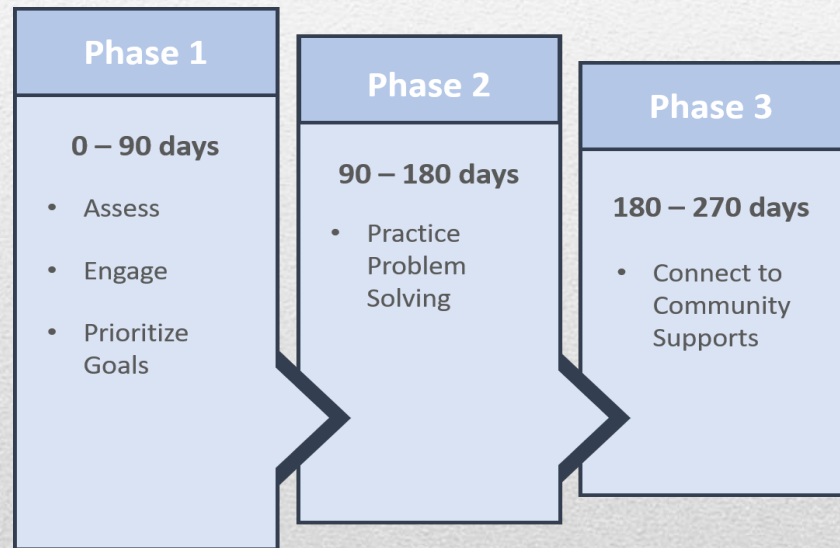 Phase 1
0 – 90 days
• Assess
• Engage
• Prioritize
Goals
Phase 2
90 – 180 days
• Practice
Problem
Solving
Phase 3
180 – 270 days
• Connect to
Community
Supports